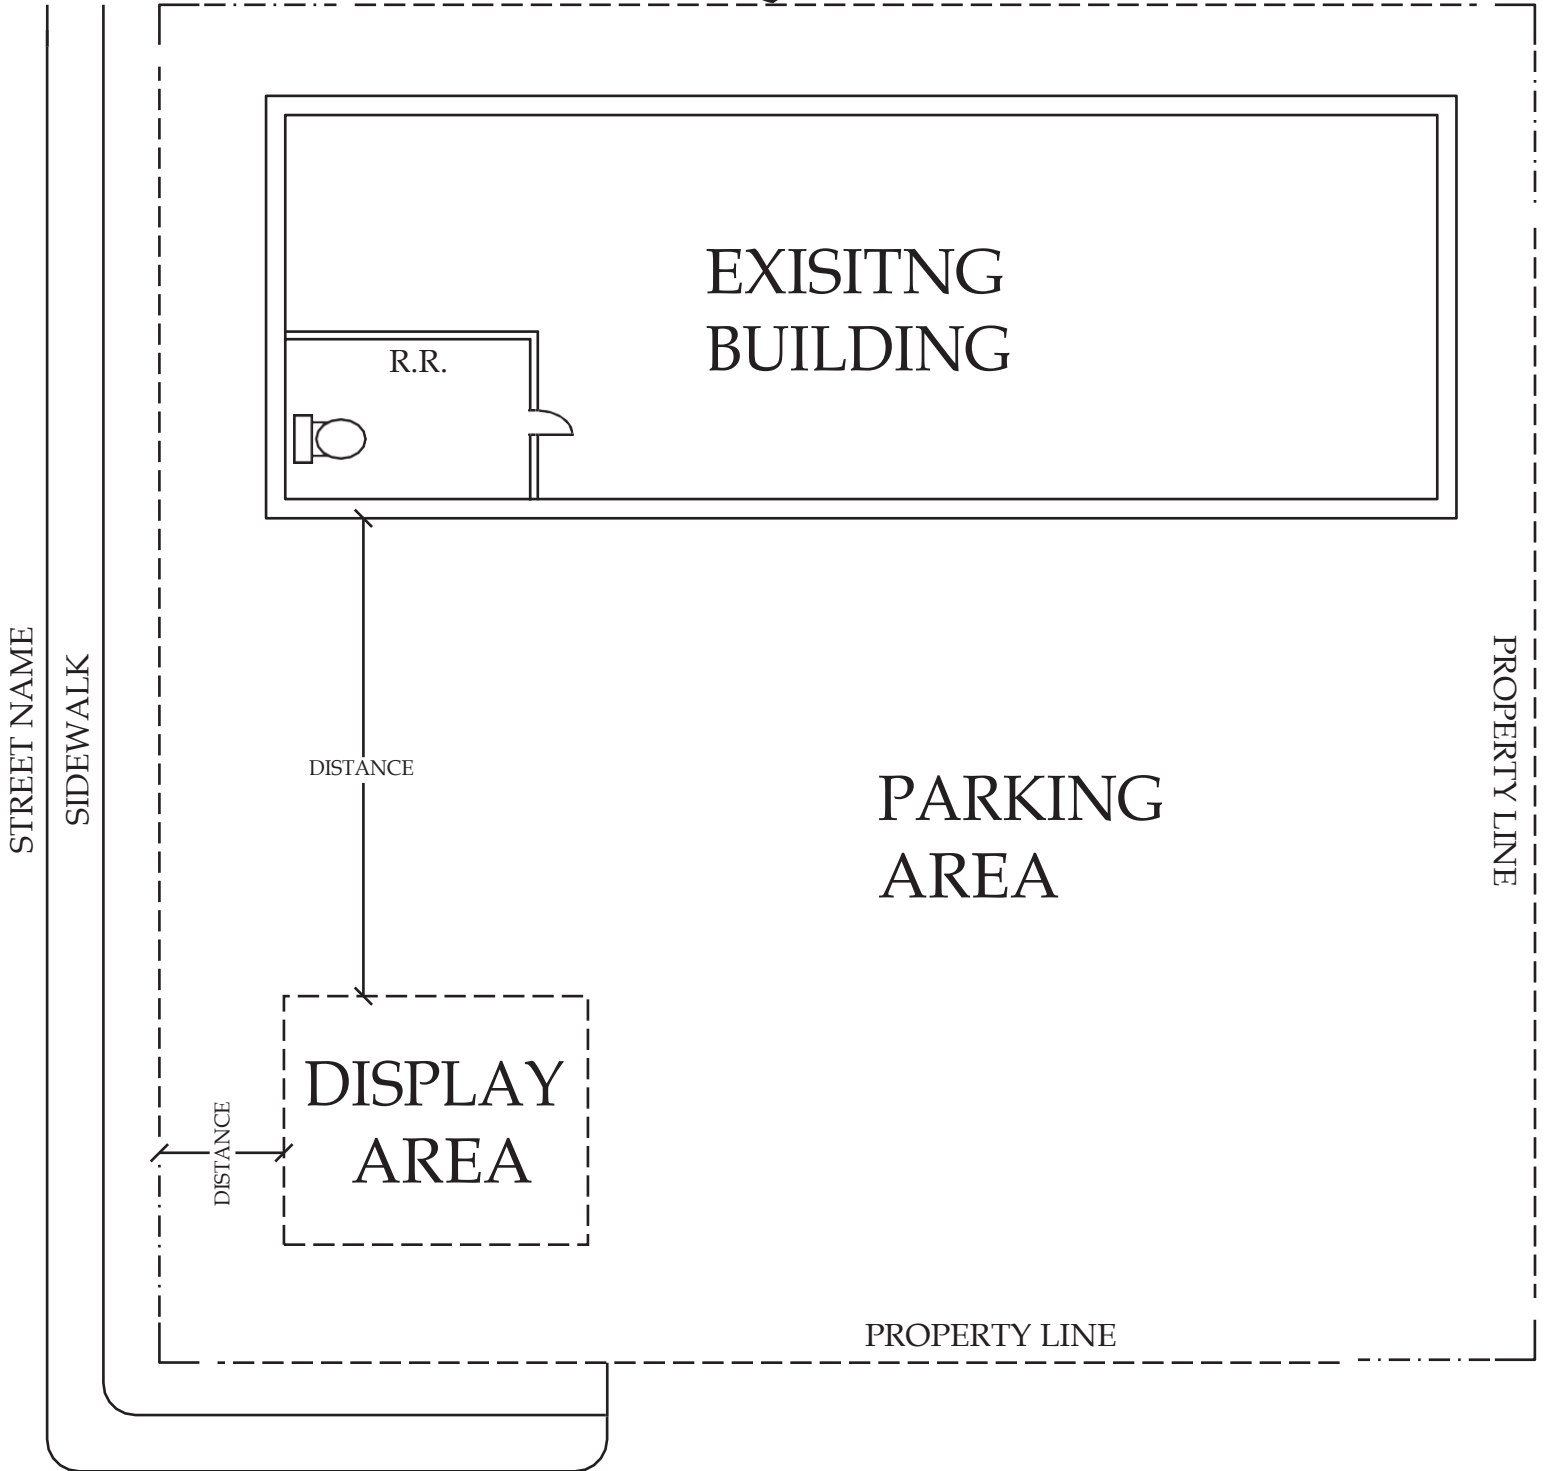 EXISITNG
BUILDING
R.R.
STREET NAME
SIDEWALK
PROPERTY LINE
DISTANCE
PARKING
AREA
DISPLAY
AREA
DISTANCE
PROPERTY LINE